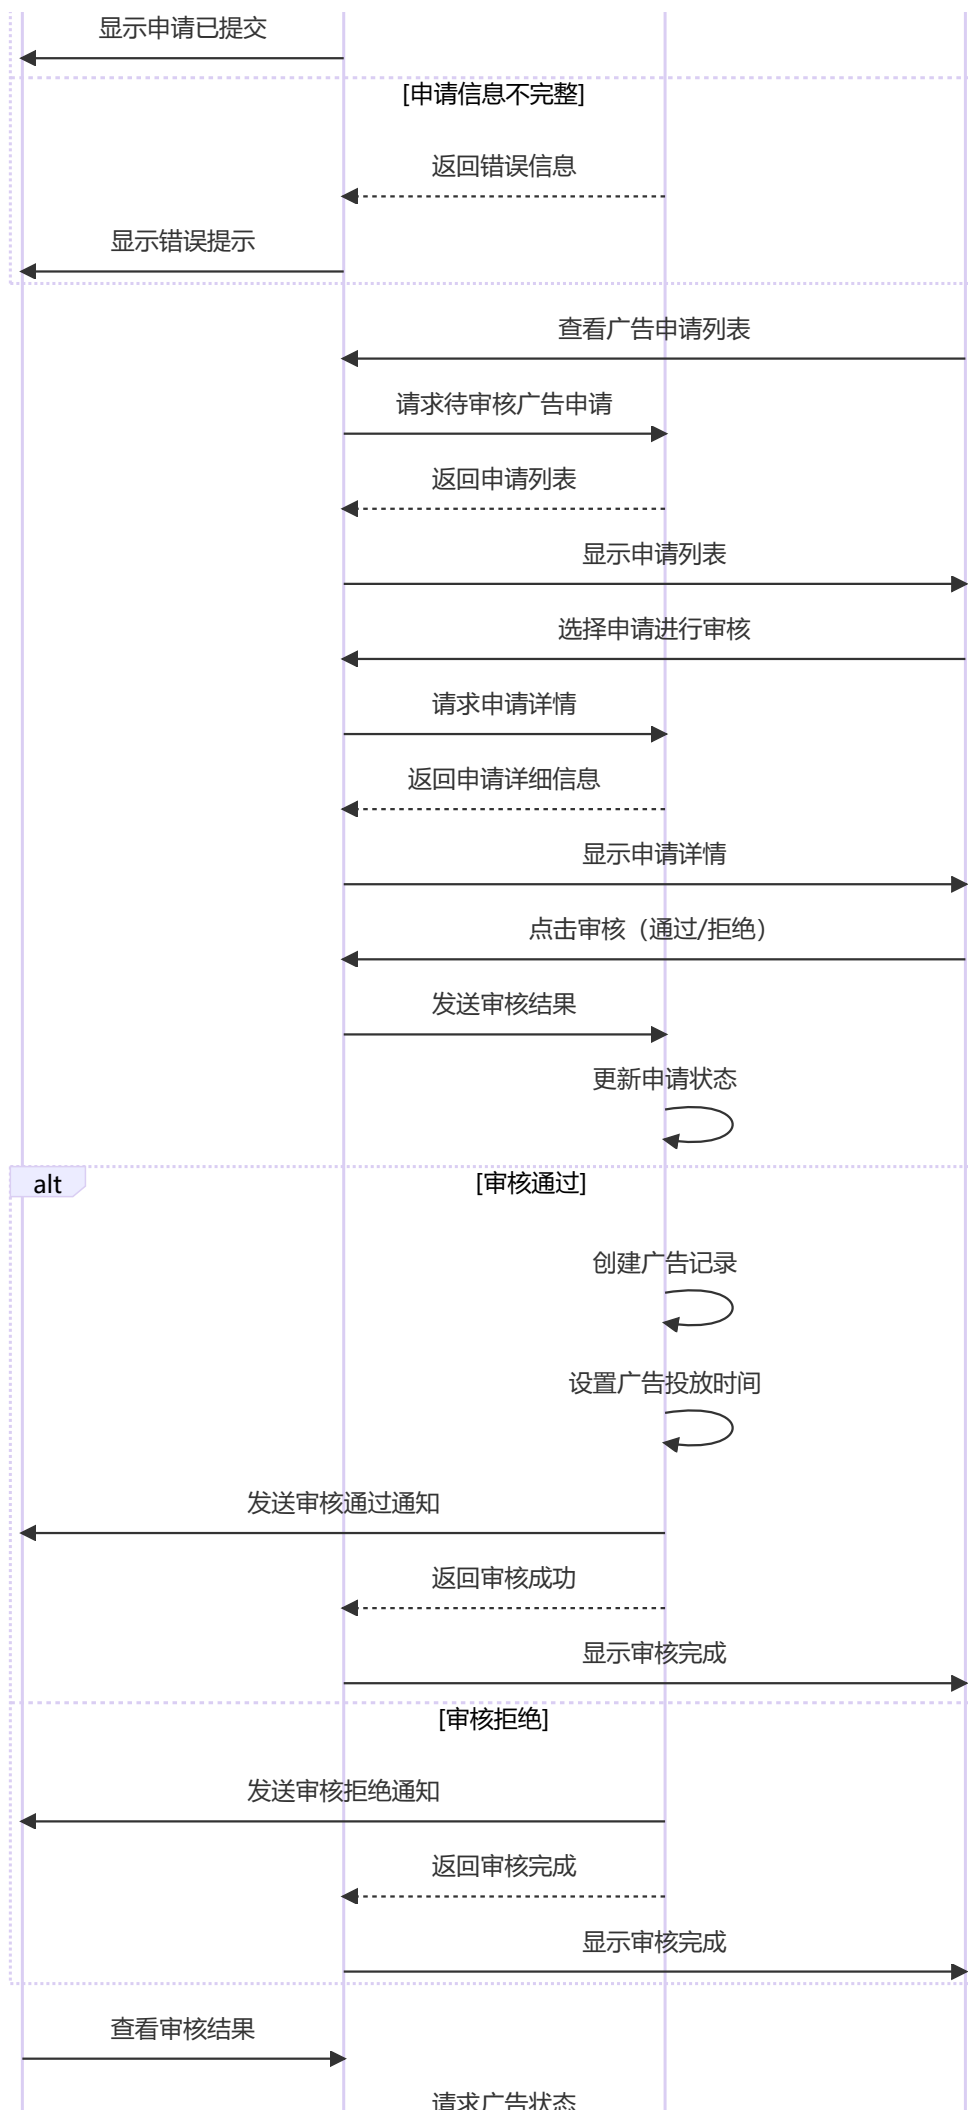 显示申请已提交
[申请信息不完整]
返回错误信息
显示错误提示
查看广告申请列表
请求待审核广告申请
返回申请列表
显示申请列表
选择申请进行审核
请求申请详情
返回申请详细信息
显示申请详情
点击审核（通过/拒绝）
发送审核结果
更新申请状态
alt
[审核通过]
创建广告记录
设置广告投放时间
发送审核通过通知
返回审核成功
显示审核完成
[审核拒绝]
发送审核拒绝通知
返回审核完成
显示审核完成
查看审核结果
请求广告状态